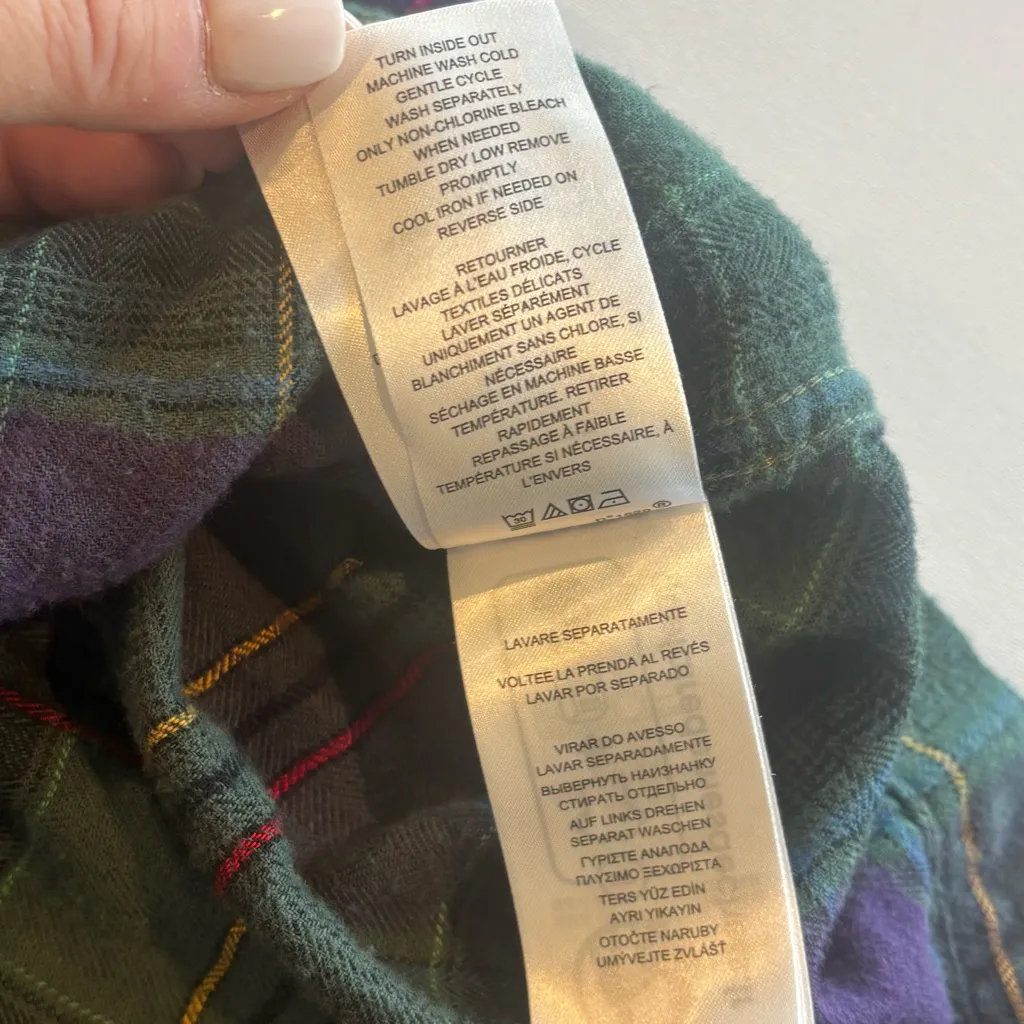 TURN INSIDE OUT
MACHINE WASH COLD
GENTLE CYCLE
WASH SEPARATELY
ONLY NON-CHLORINE BLEACH
WHEN NEEDED
TUMBLE DRY LOW REMOVE
PROMPTLY
COOL IRON IF NEEDED ON
REVERSE SIDE
RETOURNER
LAVAGE À L'EAU FROIDE, CYCLE
TEXTILES DÉLICATS
LAVER SÉPARÉMENT
UNIQUEMENT UN AGENT DE
BLANCHIMENT SANS CHLORE, SI
NÉCESSAIRE
SÉCHAGE EN MACHINE BASSE
TEMPÉRATURE. RETIRER
RAPIDEMENT
REPASSAGE À FAIBLE
TEMPÉRATURE SI NÉCESSAIRE, À
L'ENVERS
30
LAVARE SEPARATAMENTE
VOLTEE LA PRENDA AL REVÉS
LAVAR POR SEPARADO
VIRAR DO AVESSO
LAVAR SEPARADAMENTE
ВЫВЕРНУТЬ НАИЗНАНКУ
СТИРАТЬ ОТДЕЛЬНО
AUF LINKS DREHEN
SEPARAT WASCHEN
ΓΥΡΙΣΤΕ ΑΝΑΠΟΔΑ
ΠΛΥΣΙΜΟ ΞΕΧΩΡΙΣΤΑ
TERS YÜZ EDİN
AYRI YIKAYIN
OTOČTE NARUBY
UMÝVEJTE ZVLÁŠŤ